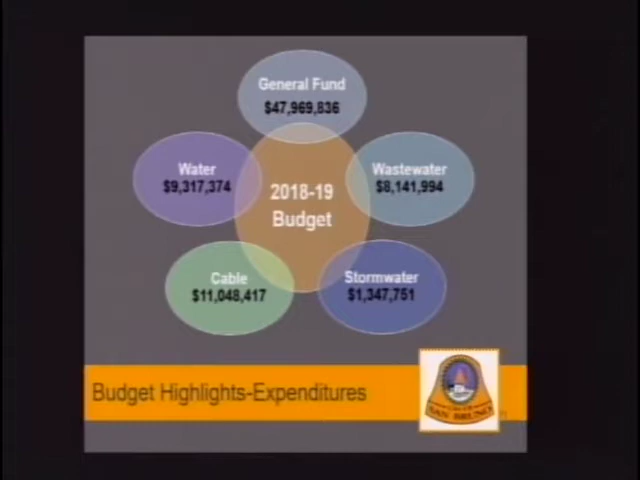 General Fund
$47,969,836
Water
$9,317,374
2018-19
Budget
Wastewater
$8,141,994
Cable
$11,048,417
Stormwater
$1,347,751
Budget Highlights-Expenditures
SAN BRUNO